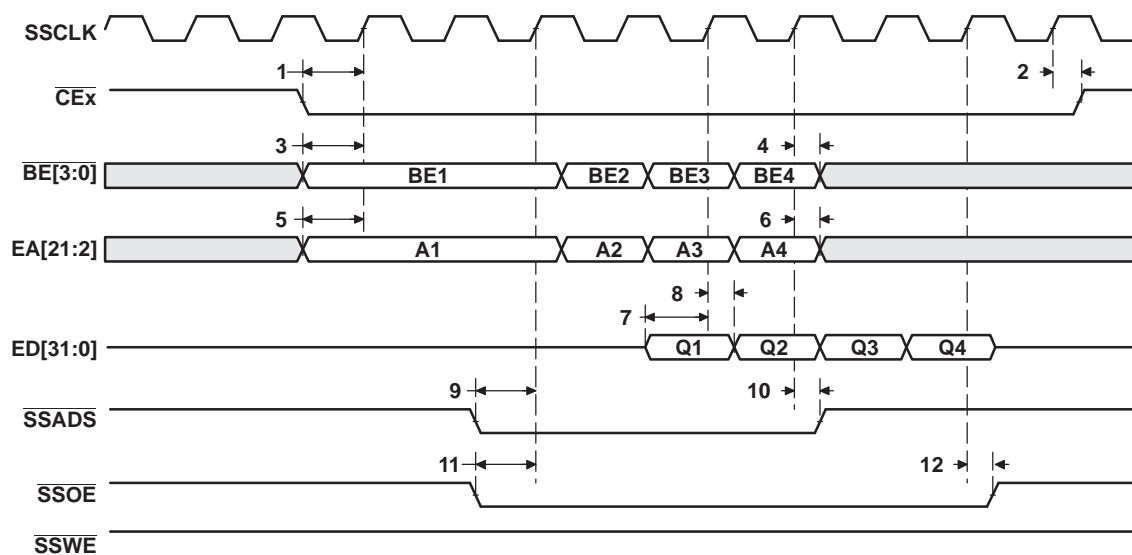 SSCLK
1
2
CEx
3
4
BE[3:0]
BE1 BE2 BE3 BE4
5
6
EA[21:2]
A1 A2 A3 A4
8
7
ED[31:0]
Q1 Q2 Q3 Q4
9
10
SSADS
11
12
SSOE
SSWE